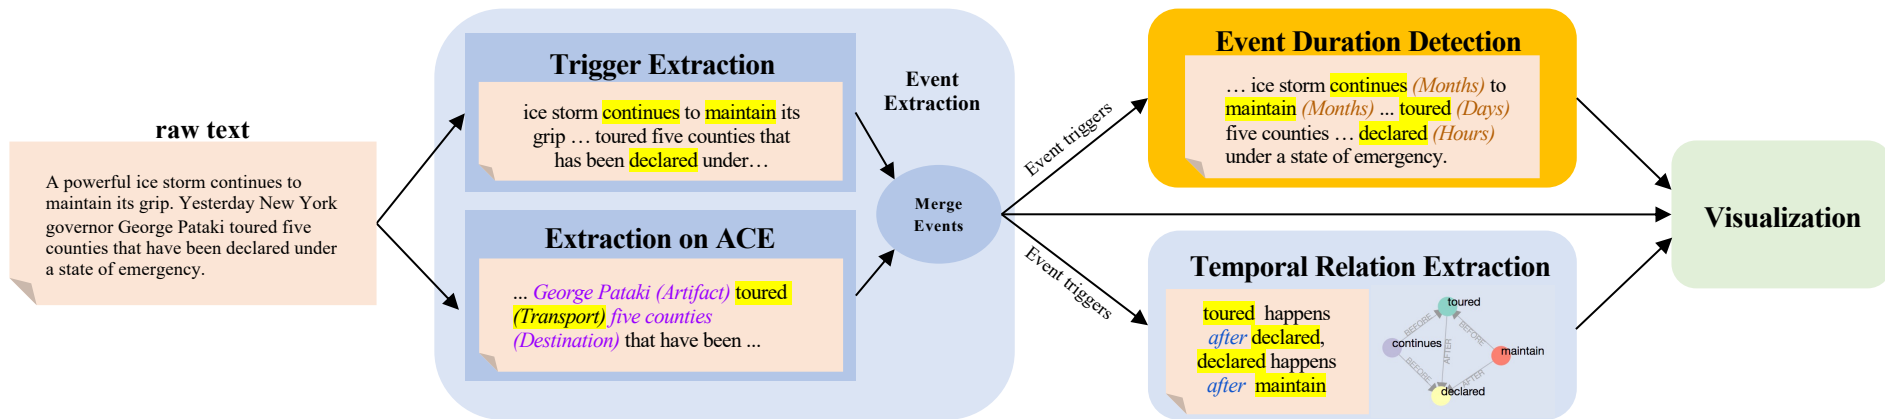 raw text
A powerful ice storm continues to
maintain its grip. Yesterday New York
governor George Pataki toured five
counties that have been declared under
a state of emergency.
Trigger Extraction
ice storm continues to maintain its
grip … toured five counties that
has been declared under…
Extraction on ACE
... George Pataki (Artifact) toured
(Transport) five counties
(Destination) that have been ...
Event
Extraction
Merge
Events
Event triggers
Event triggers
Event Duration Detection
… ice storm continues (Months) to
maintain (Months) ... toured (Days)
five counties … declared (Hours)
under a state of emergency.
Temporal Relation Extraction
toured happens
after declared,
declared happens
after maintain
toured
continues
maintain
declared
BEFORE
BEFORE
BEFORE
AFTER
AFTER
Visualization